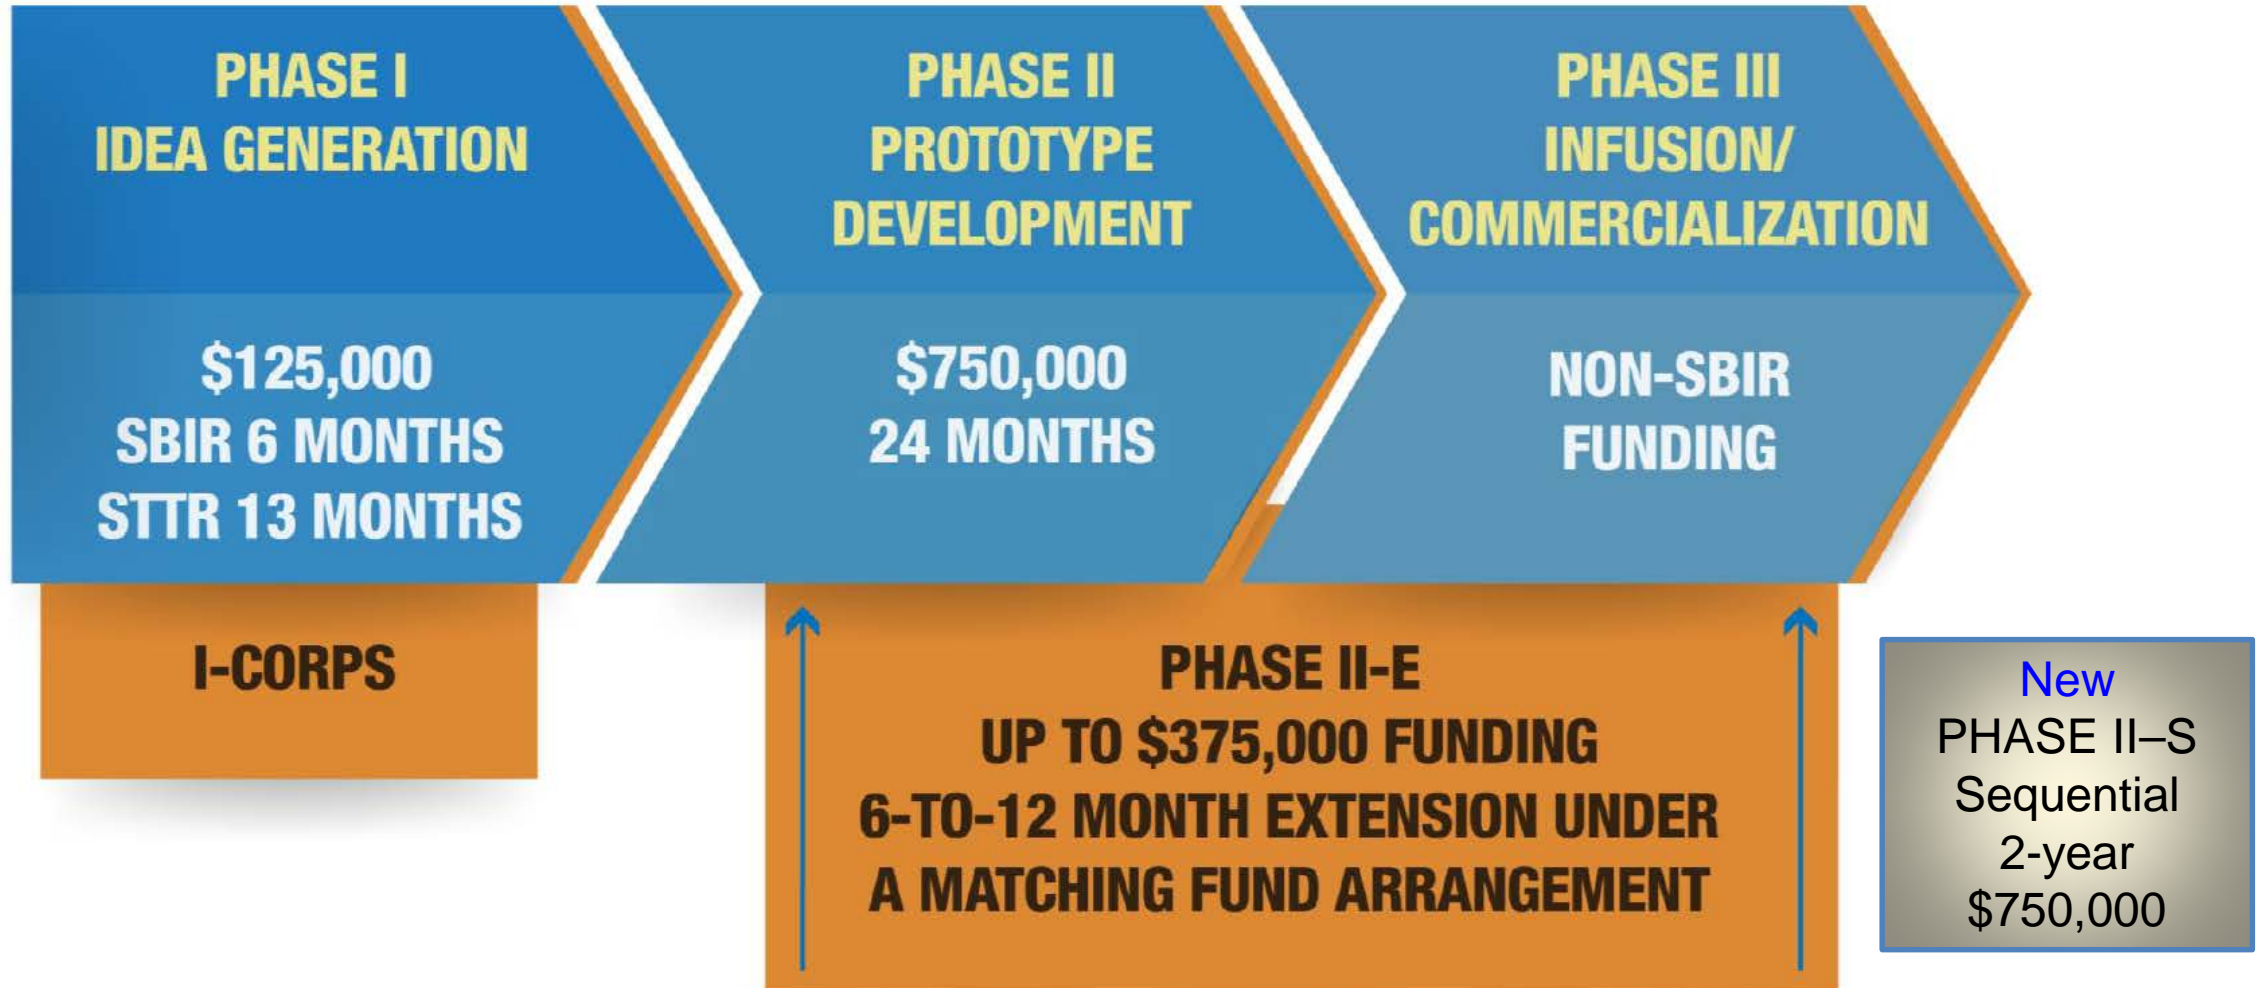 PHASE I
IDEA GENERATION
$125,000
SBIR 6 MONTHS
STTR 13 MONTHS
I-CORPS
PHASE II
PROTOTYPE
DEVELOPMENT
$750,000
24 MONTHS
PHASE III
INFUSION/
COMMERCIALIZATION
NON-SBIR
FUNDING
PHASE II-E
UP TO $375,000 FUNDING
6-TO-12 MONTH EXTENSION UNDER
A MATCHING FUND ARRANGEMENT
New
PHASE II–S
Sequential
2-year
$750,000